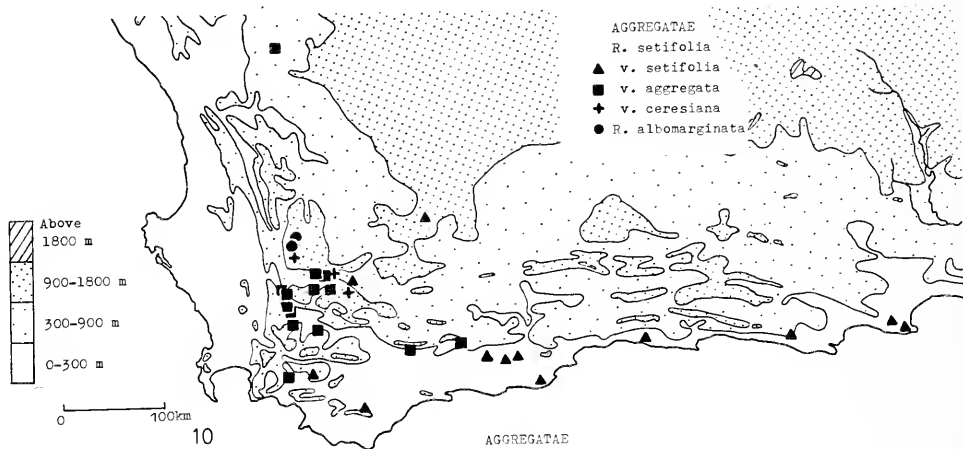 AGGREGATAE
R. setifolia
v. setifolia
v. aggregata
v. ceresiana
R. albomarginata
Above
1800 m
900-1800 m
300-900 m
0-300 m
0
100km
10
AGGREGATAE